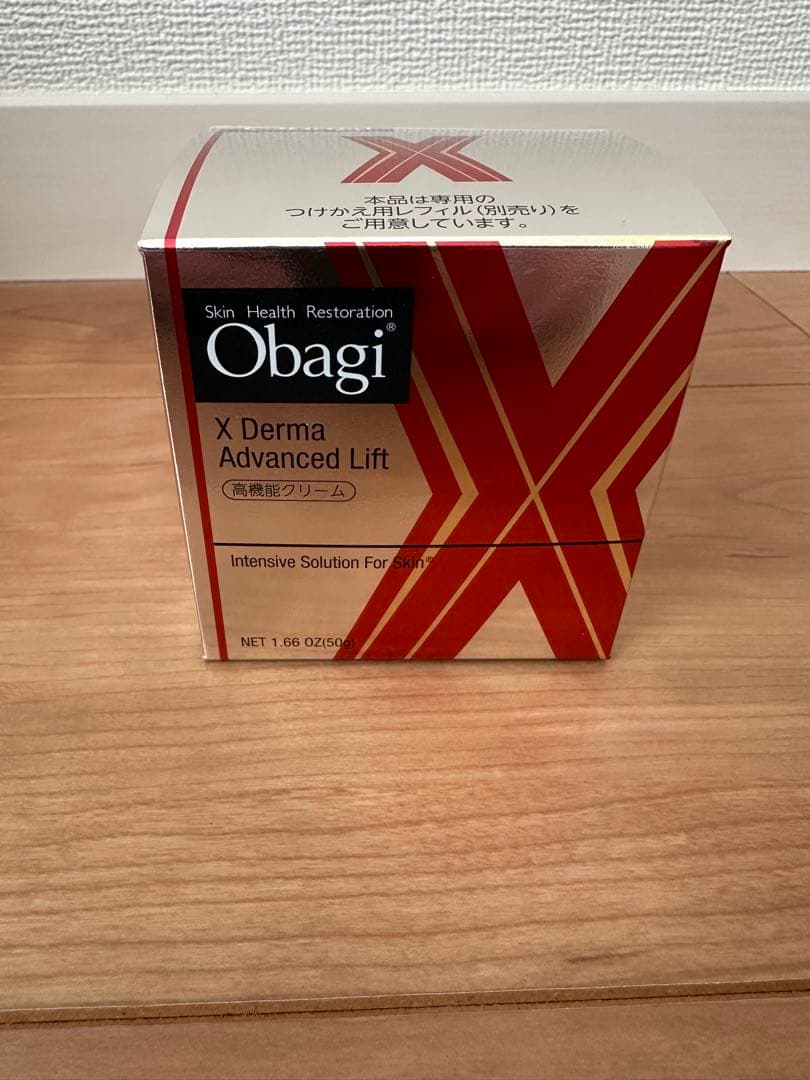 本品は専用の
つけかえ用レフィル(別売り)を
ご用意しています。
Skin Health Restoration
Obagi®
X Derma
Advanced Lift
高機能クリーム
Intensive Solution For Skin®
NET 1.66 OZ(50g)